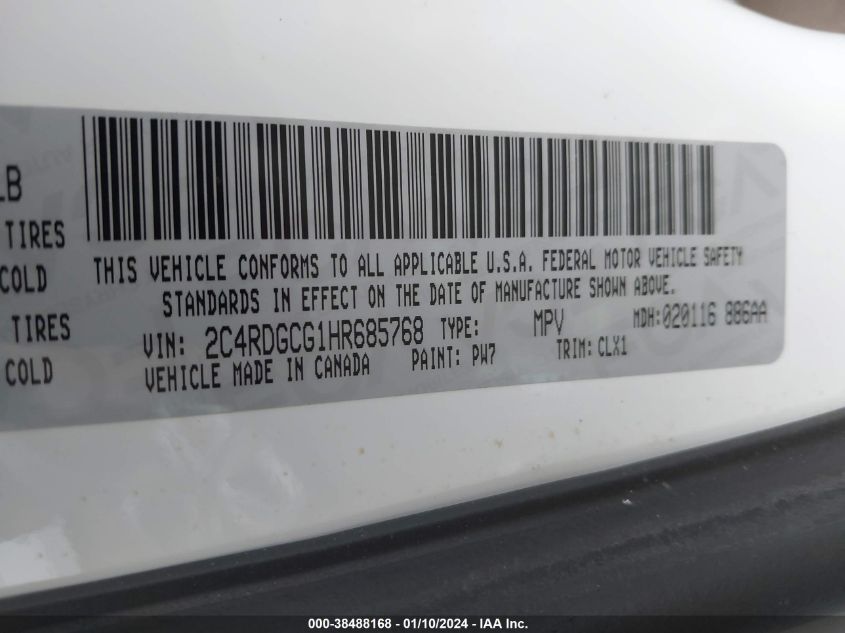 LB
TIRES
COLD
TIRES
COLD
THIS VEHICLE CONFORMS TO ALL APPLICABLE U.S.A. FEDERAL MOTOR VEHICLE SAFETY
STANDARDS IN EFFECT ON THE DATE OF MANUFACTURE SHOWN ABOVE.
VIN: 2C4RDGCG1HR685768 TYPE: MPV MDH:020116 886AA
VEHICLE MADE IN CANADA PAINT: PW7 TRIM: CLX1
000-38488168 - 01/10/2024 - IAA Inc.